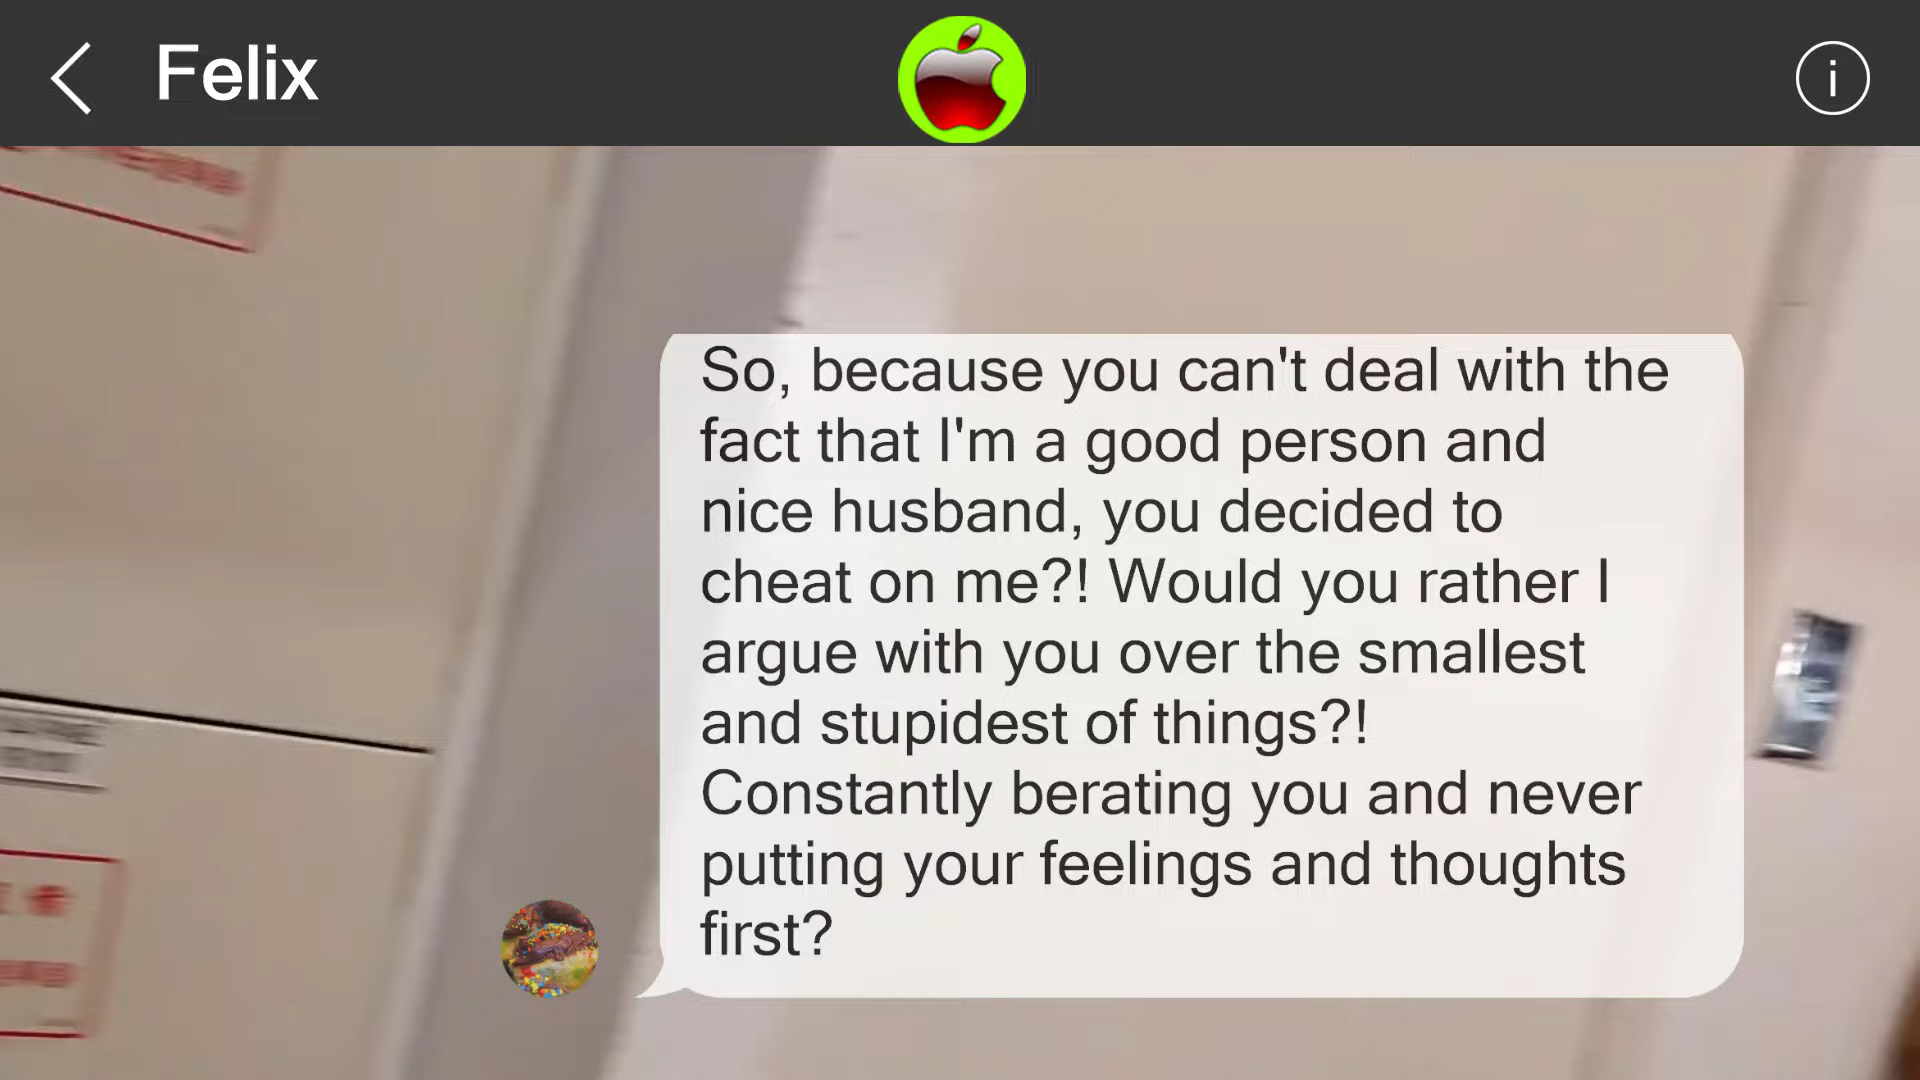 Felix
So, because you can't deal with the
fact that I'm a good person and
nice husband, you decided to
cheat on me?! Would you rather I
argue with you over the smallest
and stupidest of things?!
Constantly berating you and never
putting your feelings and thoughts
first?